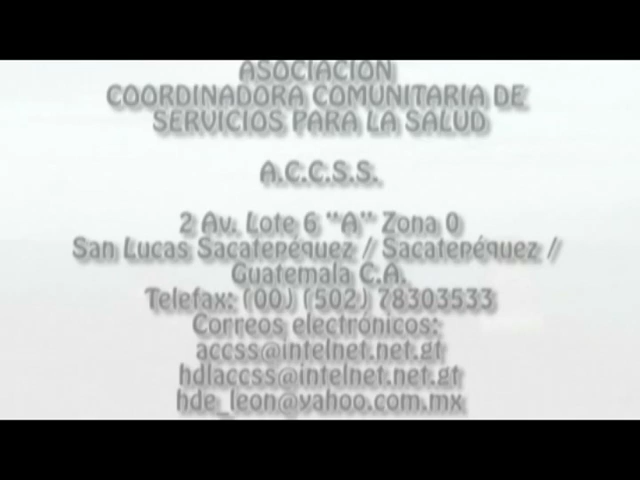 ASOCIACIÓN
COORDINADORA COMUNITARIA DE
SERVICIOS PARA LA SALUD
A.C.C.S.S.
2 Av. Lote 6 "A" Zona 0
San Lucas Sacatepéquez / Sacatepéquez /
Guatemala C.A.
Telefax: (00) (502) 78303533
Correos electrónicos:
accss@intelnet.net.gt
hdlaccss@intelnet.net.gt
hde_leon@yahoo.com.mx